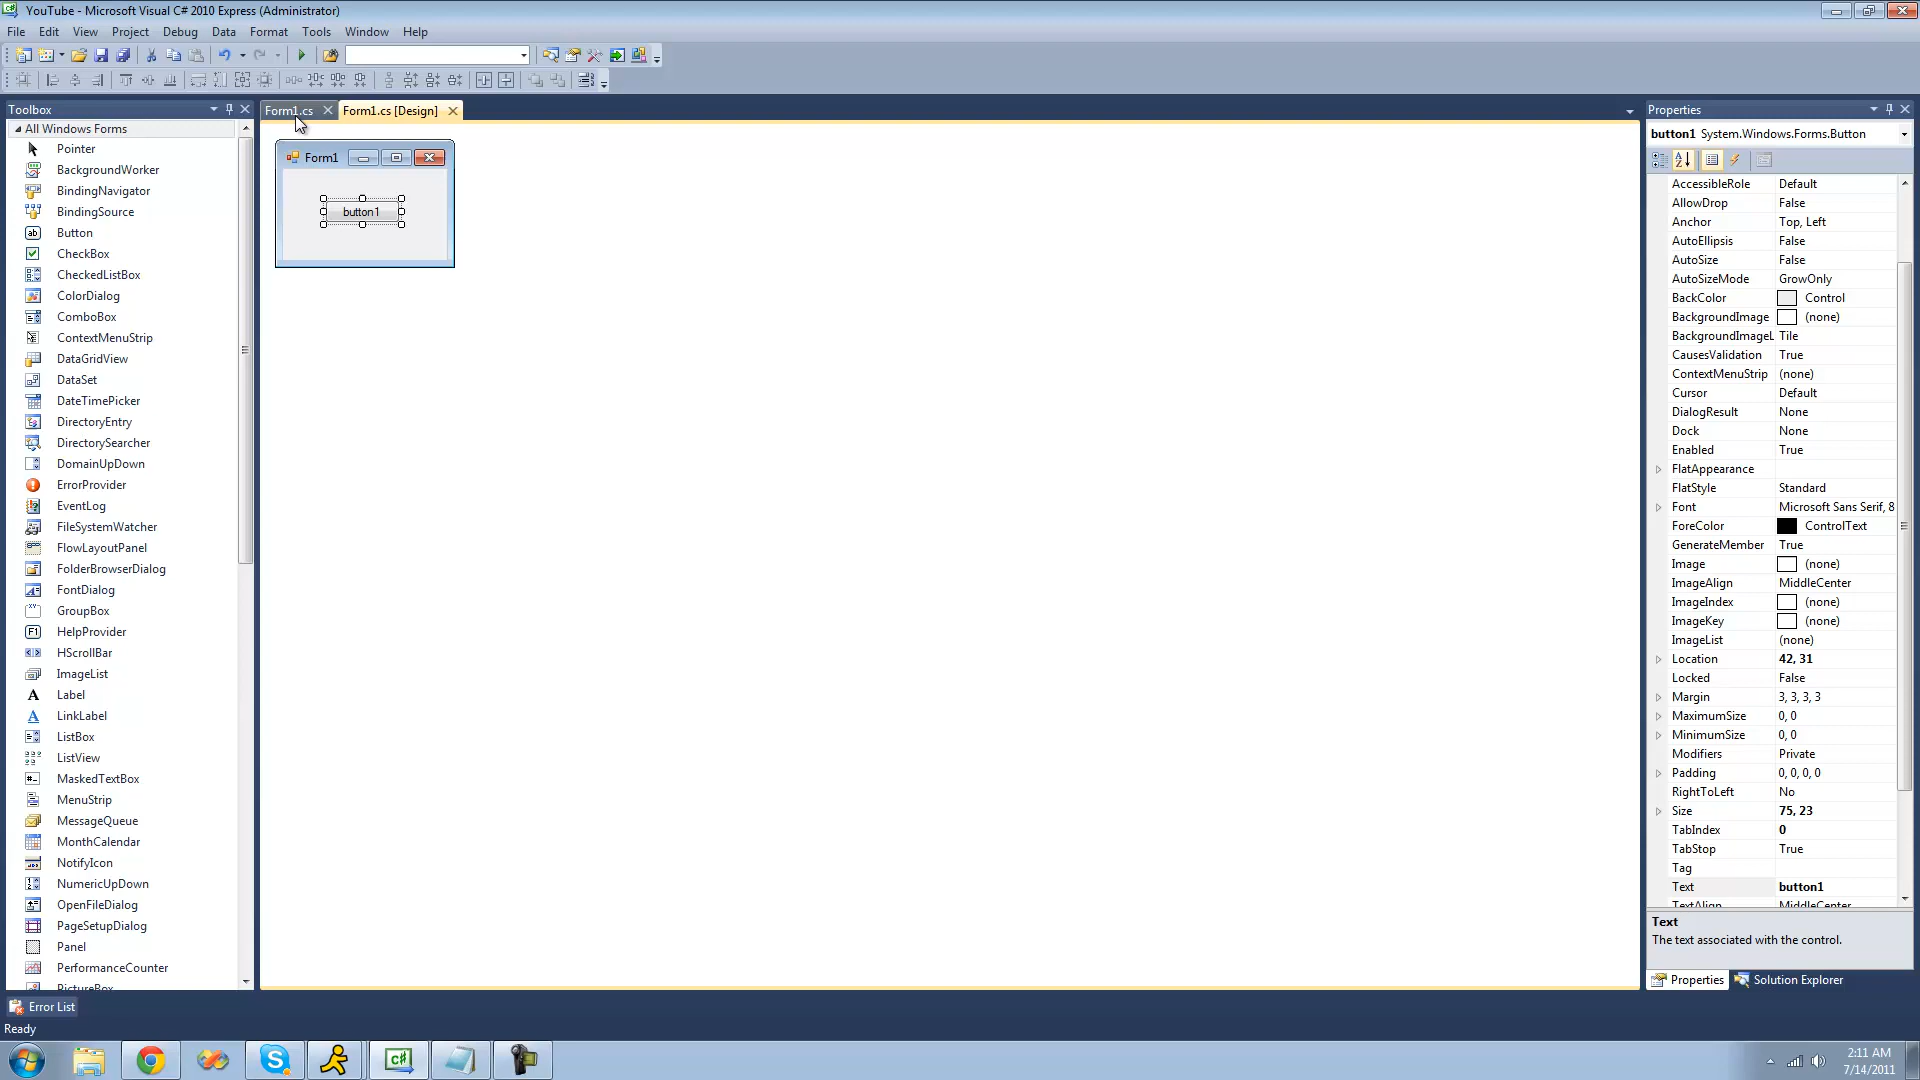 YouTube - Microsoft Visual C# 2010 Express (Administrator)
File Edit View Project Debug Data Format Tools Window Help
Toolbox
All Windows Forms
Pointer
BackgroundWorker
BindingNavigator
BindingSource
Button
CheckBox
CheckedListBox
ColorDialog
ComboBox
ContextMenuStrip
DataGridView
DataSet
DateTimePicker
DirectoryEntry
DirectorySearcher
DomainUpDown
ErrorProvider
EventLog
FileSystemWatcher
FlowLayoutPanel
FolderBrowserDialog
FontDialog
GroupBox
HelpProvider
HScrollBar
ImageList
Label
LinkLabel
ListBox
ListView
MaskedTextBox
MenuStrip
MessageQueue
MonthCalendar
NotifyIcon
NumericUpDown
OpenFileDialog
PageSetupDialog
Panel
PerformanceCounter
PictureBox
Form1.cs Form1.cs [Design]
Form1
button1
Properties
button1 System.Windows.Forms.Button
AccessibleRole Default
AllowDrop False
Anchor Top, Left
AutoEllipsis False
AutoSize False
AutoSizeMode GrowOnly
BackColor Control
BackgroundImage (none)
BackgroundImageL Tile
CausesValidation True
ContextMenuStrip (none)
Cursor Default
DialogResult None
Dock None
Enabled True
FlatAppearance
FlatStyle Standard
Font Microsoft Sans Serif, 8
ForeColor ControlText
GenerateMember True
Image (none)
ImageAlign MiddleCenter
ImageIndex (none)
ImageKey (none)
ImageList (none)
Location 42, 31
Locked False
Margin 3, 3, 3, 3
MaximumSize 0, 0
MinimumSize 0, 0
Modifiers Private
Padding 0, 0, 0, 0
RightToLeft No
Size 75, 23
TabIndex 0
TabStop True
Tag
Text button1
TextAlign MiddleCenter
Text
The text associated with the control.
Properties Solution Explorer
Error List
Ready
2:11 AM
7/14/2011